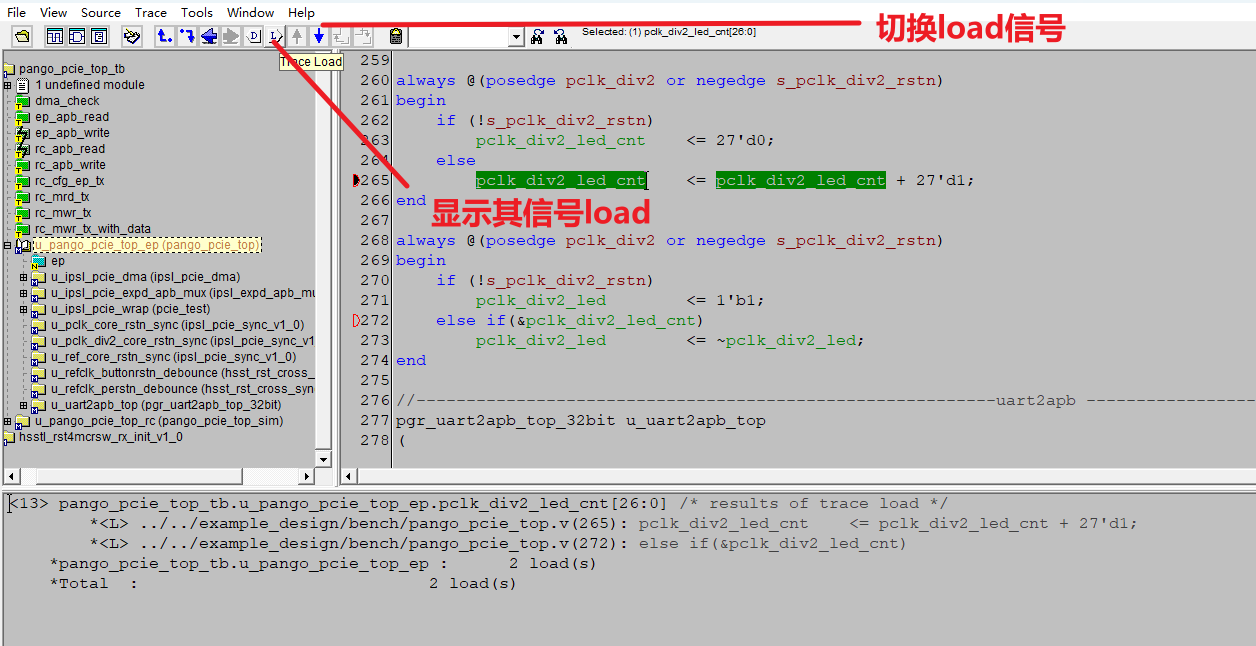 File View Source Trace Tools Window Help
Selected: (1) pclk_div2_led_cnt[26:0]
切换load信号
Trace Load
显示其信号load
pango_pcie_top_tb
1 undefined module
dma_check
ep_apb_read
ep_apb_write
rc_apb_read
rc_apb_write
rc_cfg_ep_tx
rc_mrd_tx
rc_mwr_tx
rc_mwr_tx_with_data
u_pango_pcie_top_ep (pango_pcie_top)
ep
u_ipsl_pcie_dma (ipsl_pcie_dma)
u_ipsl_pcie_expd_apb_mux (ipsl_expd_apb_mu
u_ipsl_pcie_wrap (pcie_test)
u_pclk_core_rstn_sync (ipsl_pcie_sync_v1_0)
u_pclk_div2_core_rstn_sync (ipsl_pcie_sync_v1
u_ref_core_rstn_sync (ipsl_pcie_sync_v1_0)
u_refclk_buttonrstn_debounce (hsst_rst_cross_
u_refclk_perstn_debounce (hsst_rst_cross_syn
u_uart2apb_top (pgr_uart2apb_top_32bit)
u_pango_pcie_top_rc (pango_pcie_top_sim)
hsstl_rst4mcrsw_rx_init_v1_0
259
260 always @(posedge pclk_div2 or negedge s_pclk_div2_rstn)
261 begin
262 if (!s_pclk_div2_rstn)
263 pclk_div2_led_cnt <= 27'd0;
264 else
265 pclk_div2_led_cnt <= pclk_div2_led_cnt + 27'd1;
266 end
267
268 always @(posedge pclk_div2 or negedge s_pclk_div2_rstn)
269 begin
270 if (!s_pclk_div2_rstn)
271 pclk_div2_led <= 1'b1;
272 else if(&pclk_div2_led_cnt)
273 pclk_div2_led <= ~pclk_div2_led;
274 end
275
276 //----------------------------------------------------------uart2apb -----------------
277 pgr_uart2apb_top_32bit u_uart2apb_top
278 (
<13> pango_pcie_top_tb.u_pango_pcie_top_ep.pclk_div2_led_cnt[26:0] /* results of trace load */
*<L> ../../example_design/bench/pango_pcie_top.v(265): pclk_div2_led_cnt <= pclk_div2_led_cnt + 27'd1;
*<L> ../../example_design/bench/pango_pcie_top.v(272): else if(&pclk_div2_led_cnt)
*pango_pcie_top_tb.u_pango_pcie_top_ep : 2 load(s)
*Total : 2 load(s)